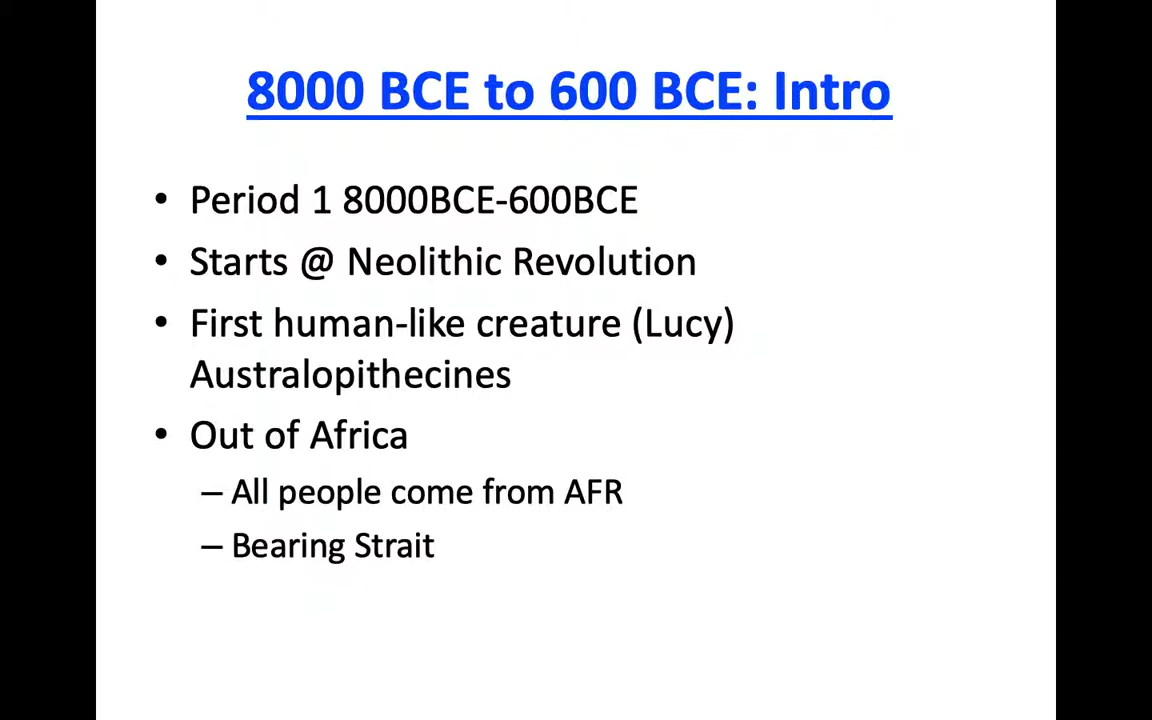 8000 BCE to 600 BCE: Intro
• Period 1 8000BCE-600BCE
• Starts @ Neolithic Revolution
• First human-like creature (Lucy)
Australopithecines
• Out of Africa
– All people come from AFR
– Bearing Strait